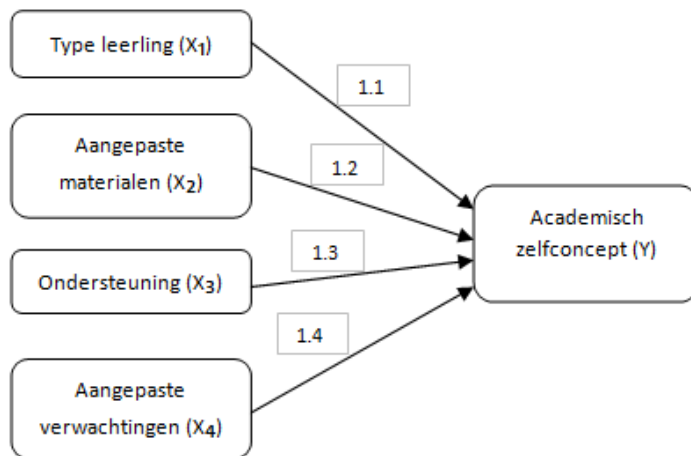 Type leerling (X1)
1.1
Aangepaste
materialen (X2)
1.2
Academisch
zelfconcept (Y)
Ondersteuning (X3)
1.3
1.4
Aangepaste
verwachtingen (X4)